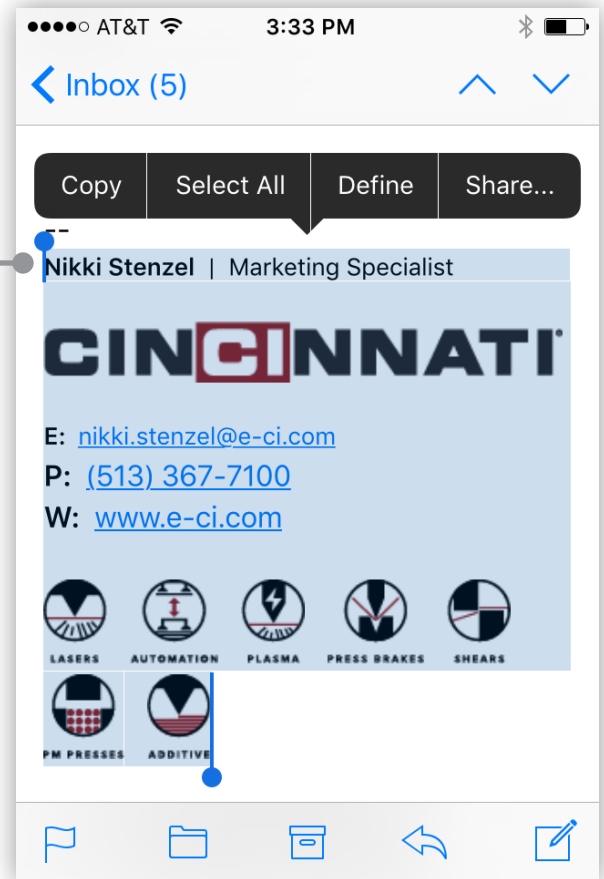 AT&T 3:33 PM
Inbox (5)
Copy Select All Define Share...
--
Nikki Stenzel | Marketing Specialist
CINCINNATI
E: nikki.stenzel@e-ci.com
P: (513) 367-7100
W: www.e-ci.com
LASERS AUTOMATION PLASMA PRESS BRAKES SHEARS
PM PRESSES ADDITIVE